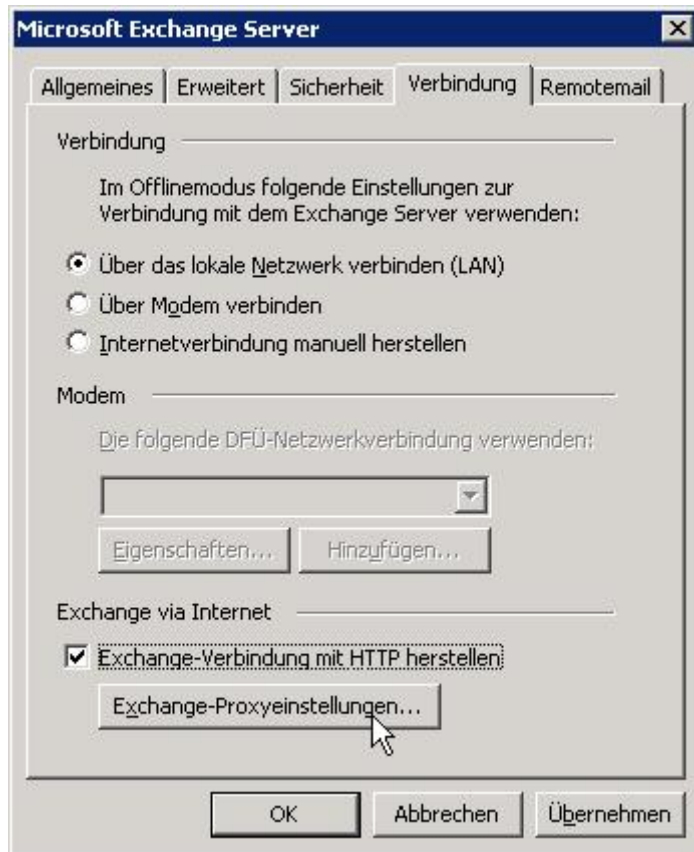 Microsoft Exchange Server
Allgemeines Erweitert Sicherheit Verbindung Remotemail
Verbindung
Im Offlinemodus folgende Einstellungen zur
Verbindung mit dem Exchange Server verwenden:
Über das lokale Netzwerk verbinden (LAN)
Über Modem verbinden
Internetverbindung manuell herstellen
Modem
Die folgende DFÜ-Netzwerkverbindung verwenden:
Eigenschaften... Hinzufügen...
Exchange via Internet
Exchange-Verbindung mit HTTP herstellen
Exchange-Proxyeinstellungen...
OK Abbrechen Übernehmen